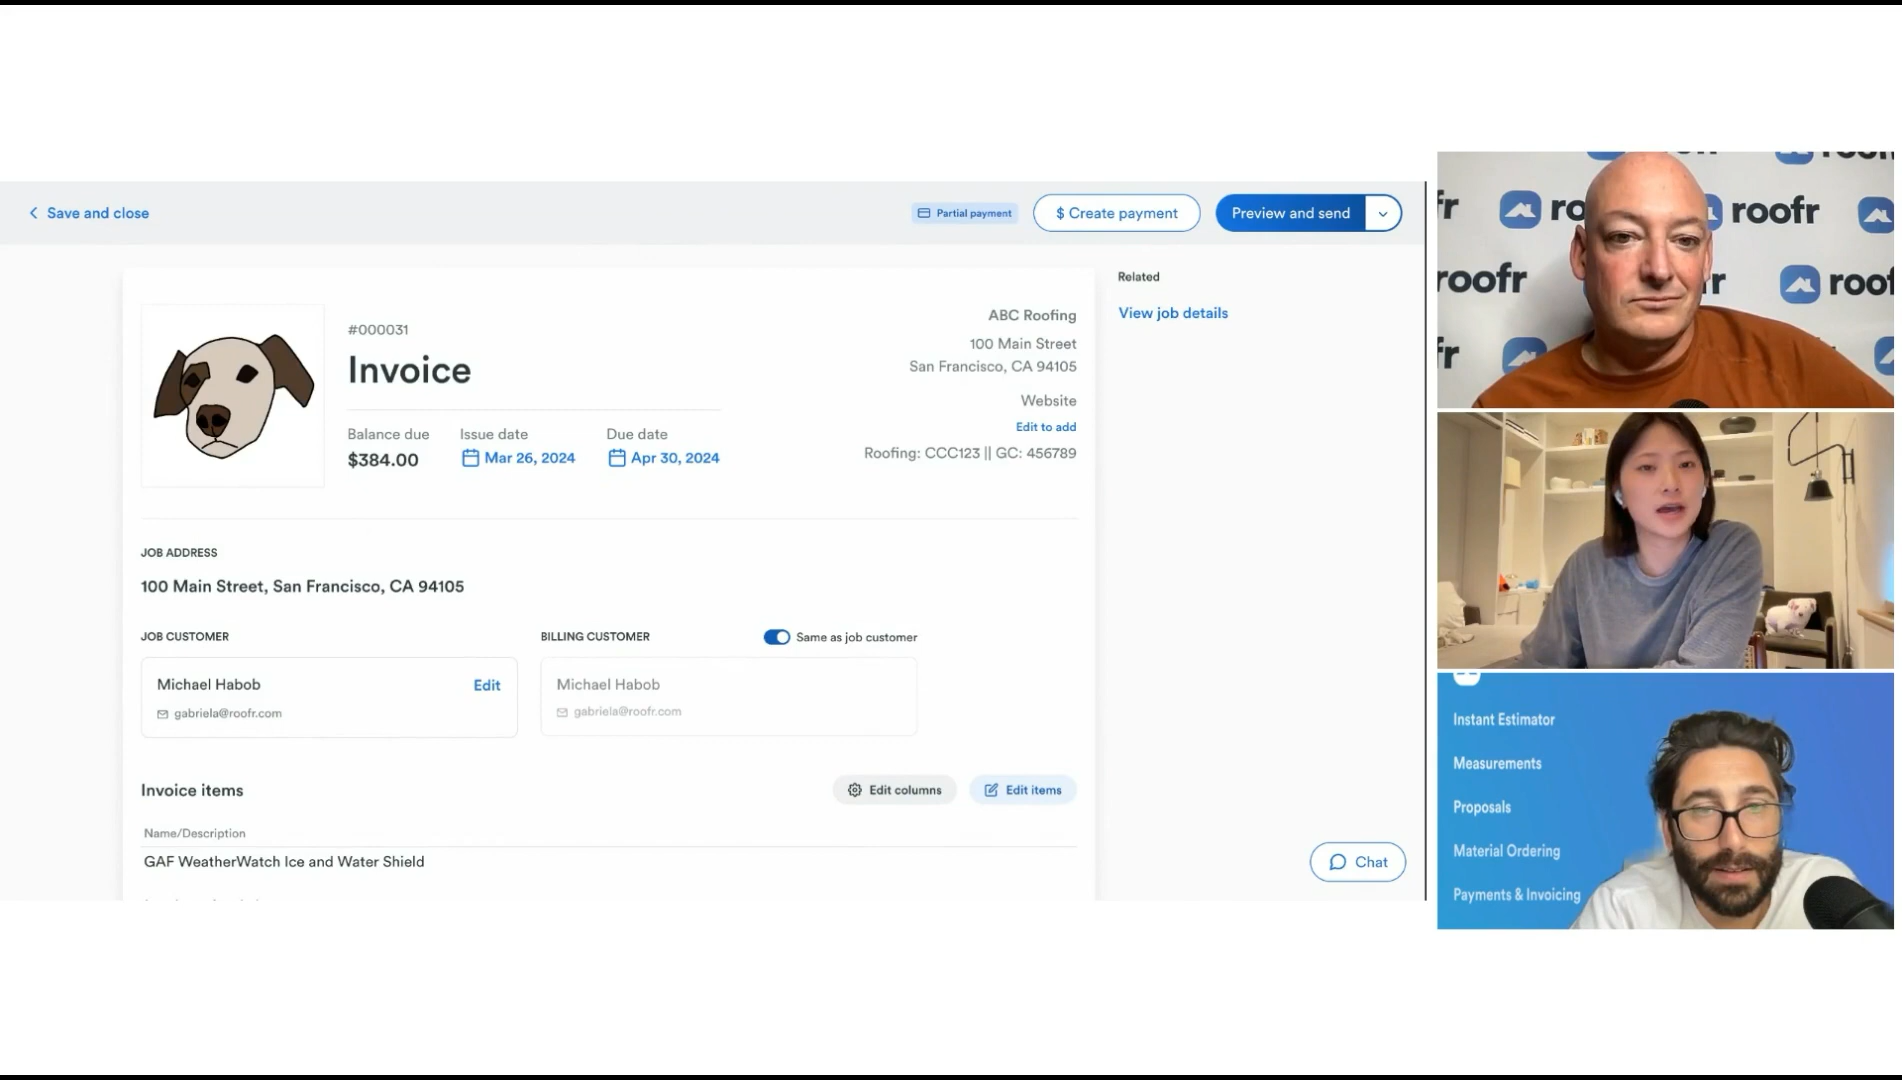 Save and close
Partial payment
$ Create payment
Preview and send
#000031
Invoice
Balance due
$384.00
Issue date
Mar 26, 2024
Due date
Apr 30, 2024
ABC Roofing
100 Main Street
San Francisco, CA 94105
Website
Edit to add
Roofing: CCC123 || GC: 456789
Related
View job details
JOB ADDRESS
100 Main Street, San Francisco, CA 94105
JOB CUSTOMER
Michael Habob
Edit
gabriela@roofr.com
BILLING CUSTOMER
Same as job customer
Michael Habob
gabriela@roofr.com
Invoice items
Edit columns
Edit items
Name/Description
GAF WeatherWatch Ice and Water Shield
Chat
roofr
roofr
Instant Estimator
Measurements
Proposals
Material Ordering
Payments & Invoicing